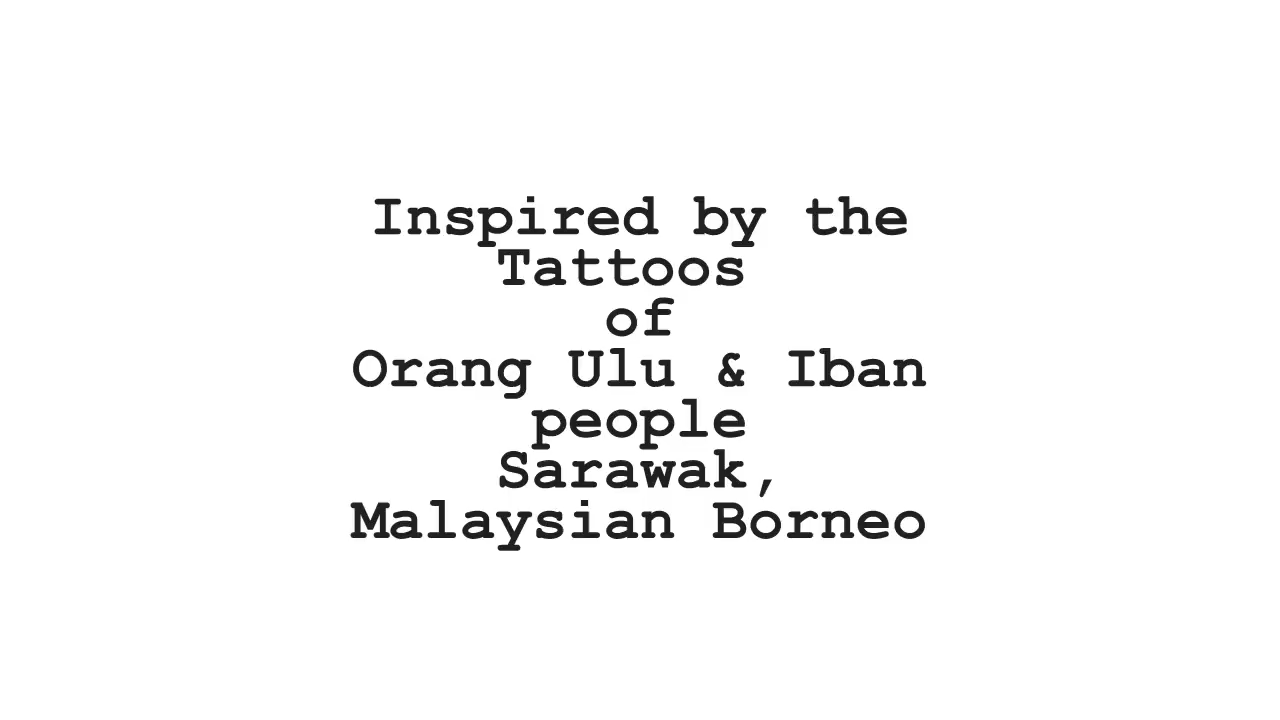 Inspired by the
Tattoos
of
Orang Ulu & Iban
people
Sarawak,
Malaysian Borneo